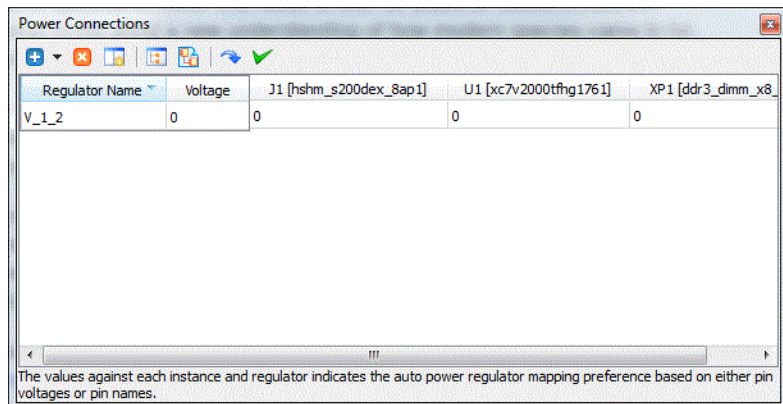 Power Connections
Regulator Name Voltage J1 [hshm_s200dex_8ap1] U1 [xc7v2000tfhg1761] XP1 [ddr3_dimm_x8_
V_1_2 0 0 0 0
The values against each instance and regulator indicates the auto power regulator mapping preference based on either pin
voltages or pin names.